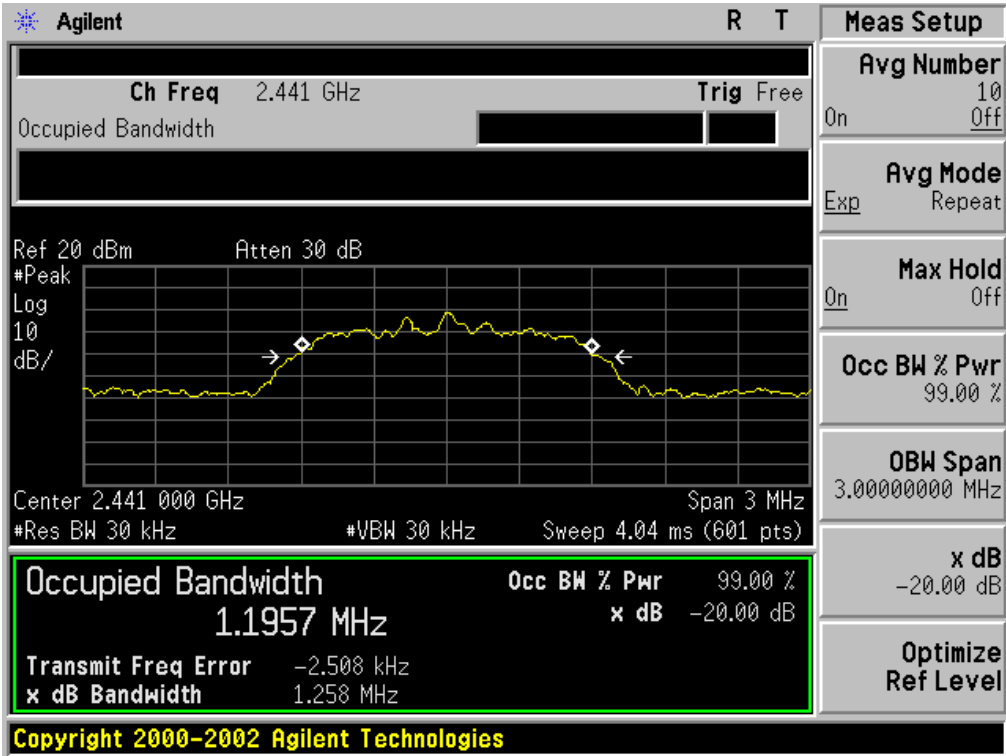 Agilent R T
Ch Freq 2.441 GHz Trig Free
Occupied Bandwidth
Ref 20 dBm Atten 30 dB
#Peak
Log
10
dB/
Center 2.441 000 GHz Span 3 MHz
#Res BW 30 kHz #VBW 30 kHz Sweep 4.04 ms (601 pts)
Occupied Bandwidth
1.1957 MHz
Occ BW % Pwr 99.00 %
x dB -20.00 dB
Transmit Freq Error -2.508 kHz
x dB Bandwidth 1.258 MHz
Copyright 2000-2002 Agilent Technologies
Meas Setup
Avg Number
10
On Off
Avg Mode
Exp Repeat
Max Hold
On Off
Occ BW % Pwr
99.00 %
OBW Span
3.00000000 MHz
x dB
-20.00 dB
Optimize
Ref Level